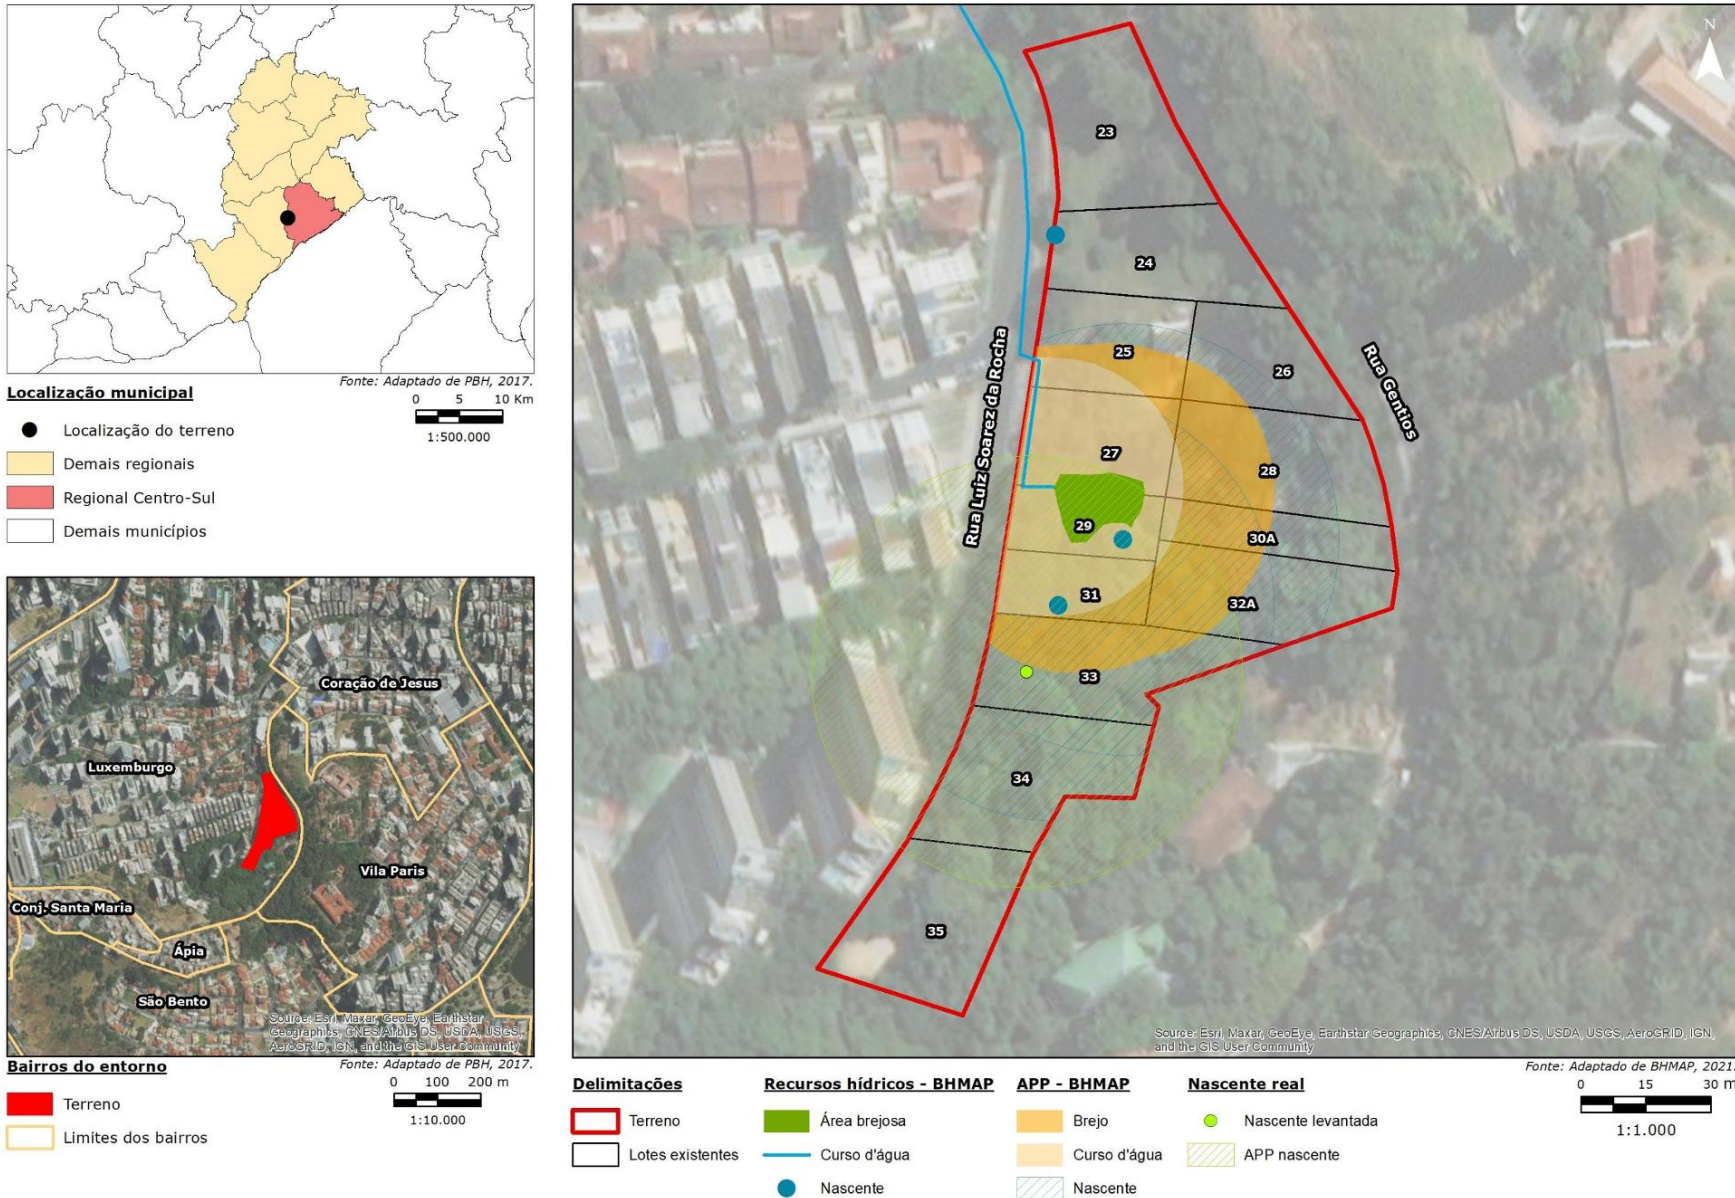 Fonte: Adaptado de PBH, 2017.
Localização municipal
0 5 10 Km
1:500.000
Localização do terreno
Demais regionais
Regional Centro-Sul
Demais municípios
Coração de Jesus
Luxemburgo
Vila Paris
Conj. Santa Maria
Ápia
São Bento
Source: Esri, Maxar, GeoEye, Earthstar
Geographics, CNES/Airbus DS, USDA, USGS,
AeroGRID, IGN, and the GIS User Community
Fonte: Adaptado de PBH, 2017.
Bairros do entorno
0 100 200 m
1:10.000
Terreno
Limites dos bairros
N
23
24
25
26
Rua Gentios
Rua Luiz Soarez da Rocha
27
28
29
30A
31
32A
33
34
35
Source: Esri, Maxar, GeoEye, Earthstar Geographics, CNES/Airbus DS, USDA, USGS, AeroGRID, IGN,
and the GIS User Community
Fonte: Adaptado de BHMAP, 2021.
0 15 30 m
1:1.000
Delimitações
Terreno
Lotes existentes
Recursos hídricos - BHMAP
Área brejosa
Curso d'água
Nascente
APP - BHMAP
Brejo
Curso d'água
Nascente
Nascente real
Nascente levantada
APP nascente